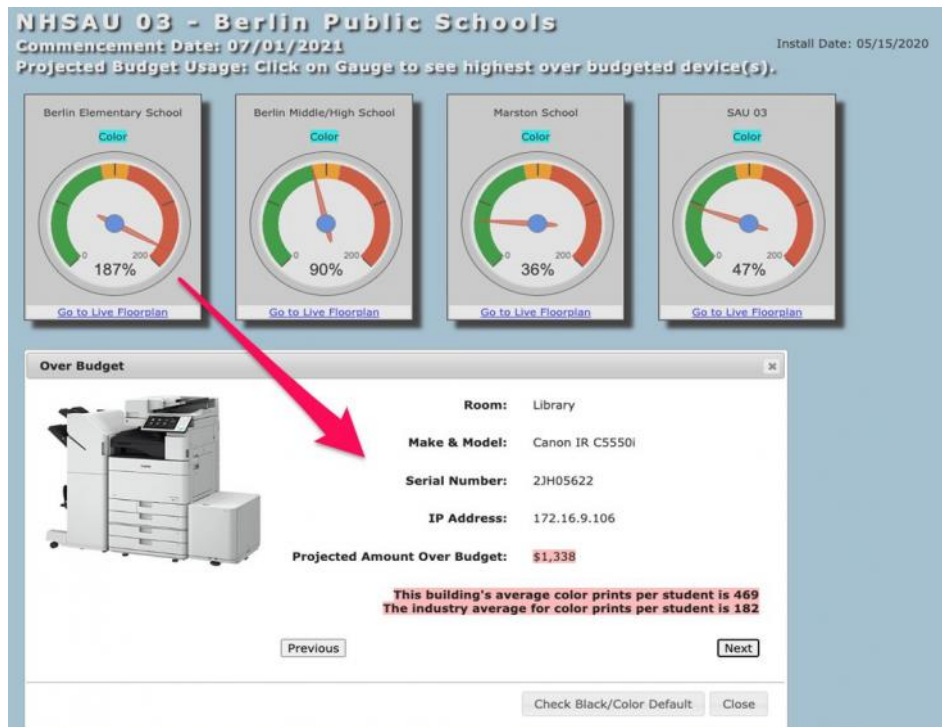 NHSAU 03 - Berlin Public Schools
Commencement Date: 07/01/2021
Install Date: 05/15/2020
Projected Budget Usage: Click on Gauge to see highest over budgeted device(s).
Berlin Elementary School
Color
0 200
187%
Go to Live Floorplan
Berlin Middle/High School
Color
0 200
90%
Go to Live Floorplan
Marston School
Color
0 200
36%
Go to Live Floorplan
SAU 03
Color
0 200
47%
Go to Live Floorplan
Over Budget
Room: Library
Make & Model: Canon IR C5550i
Serial Number: 2JH05622
IP Address: 172.16.9.106
Projected Amount Over Budget: $1,338
This building's average color prints per student is 469
The industry average for color prints per student is 182
Previous
Next
Check Black/Color Default
Close